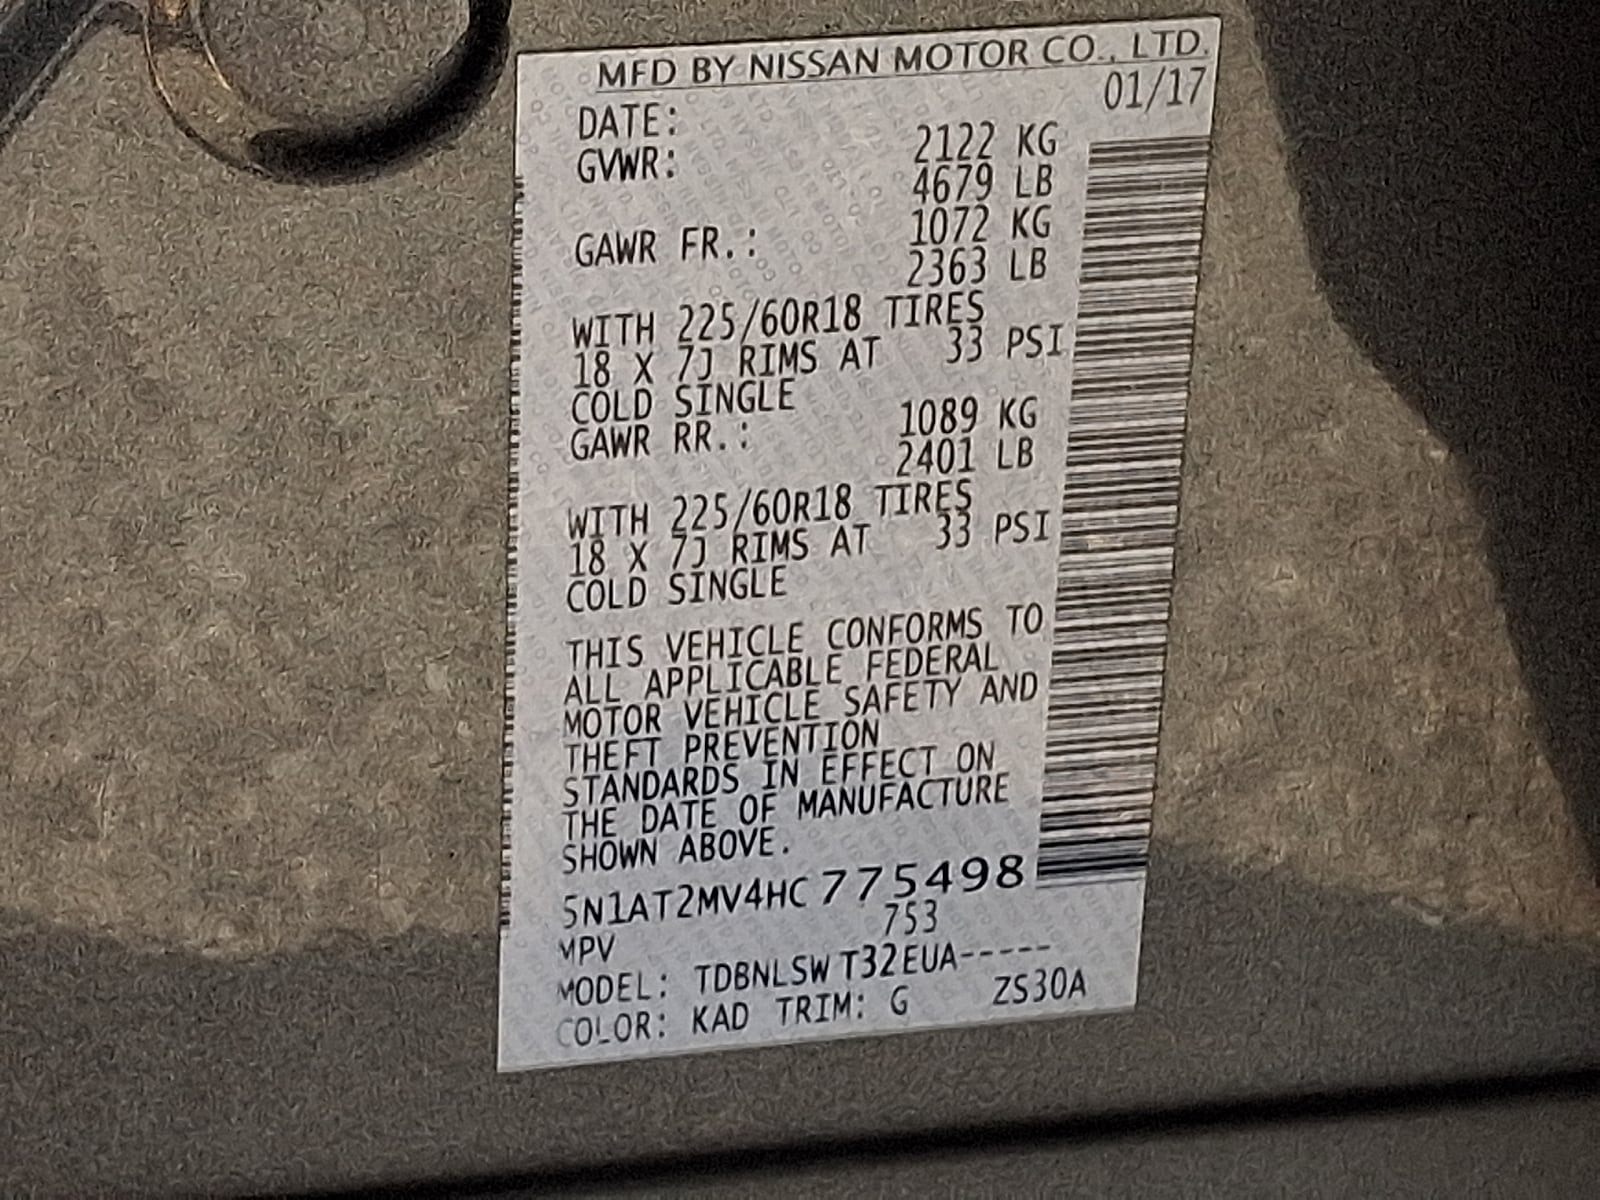 MFD BY NISSAN MOTOR CO., LTD.
DATE: 01/17
GVWR: 2122 KG
4679 LB
GAWR FR.: 1072 KG
2363 LB
WITH 225/60R18 TIRES
18 X 7J RIMS AT 33 PSI
COLD SINGLE
GAWR RR.: 1089 KG
2401 LB
WITH 225/60R18 TIRES
18 X 7J RIMS AT 33 PSI
COLD SINGLE
THIS VEHICLE CONFORMS TO
ALL APPLICABLE FEDERAL
MOTOR VEHICLE SAFETY AND
THEFT PREVENTION
STANDARDS IN EFFECT ON
THE DATE OF MANUFACTURE
SHOWN ABOVE.
5N1AT2MV4HC775498
753
MPV
MODEL: TDBNLSW T32EUA-----
COLOR: KAD TRIM: G ZS30A